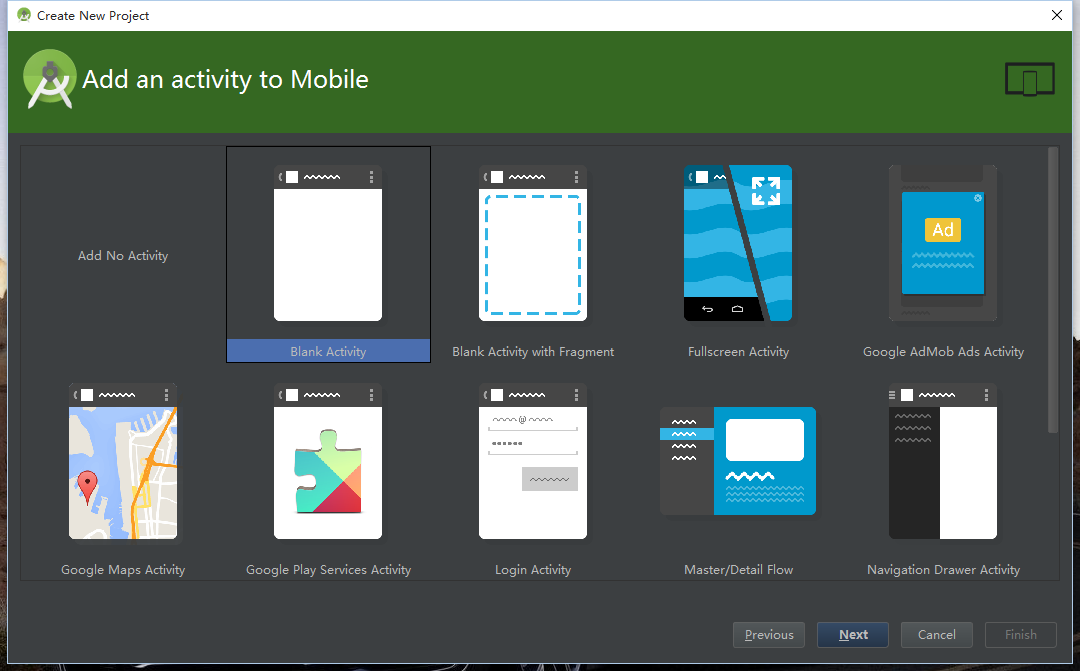 Create New Project
Add an activity to Mobile
Add No Activity
Blank Activity
Blank Activity with Fragment
Fullscreen Activity
Ad
Google AdMob Ads Activity
@
Google Maps Activity
Google Play Services Activity
Login Activity
Master/Detail Flow
Navigation Drawer Activity
Previous
Next
Cancel
Finish